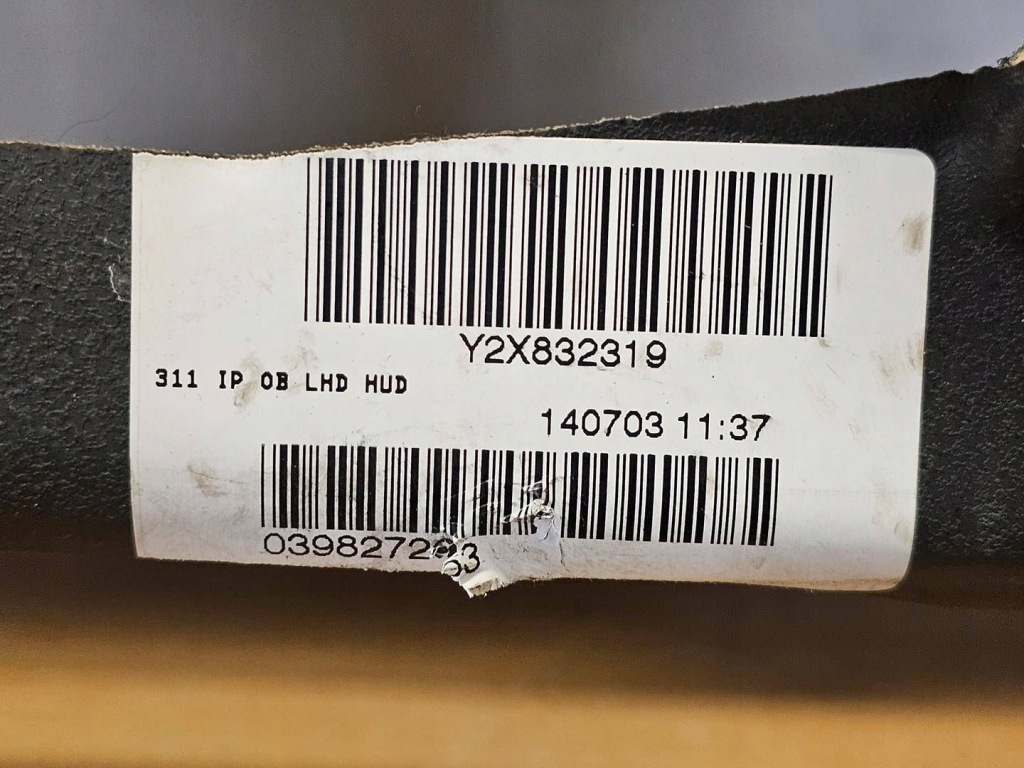 Y2X832319
311 IP OB LHD HUD
140703 11:37